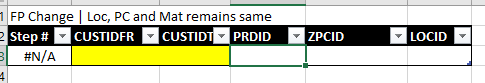 FP Change | Loc, PC and Mat remains same
Step # CUSTIDFR CUSTIDT PRDID ZPCID LOCID
#N/A